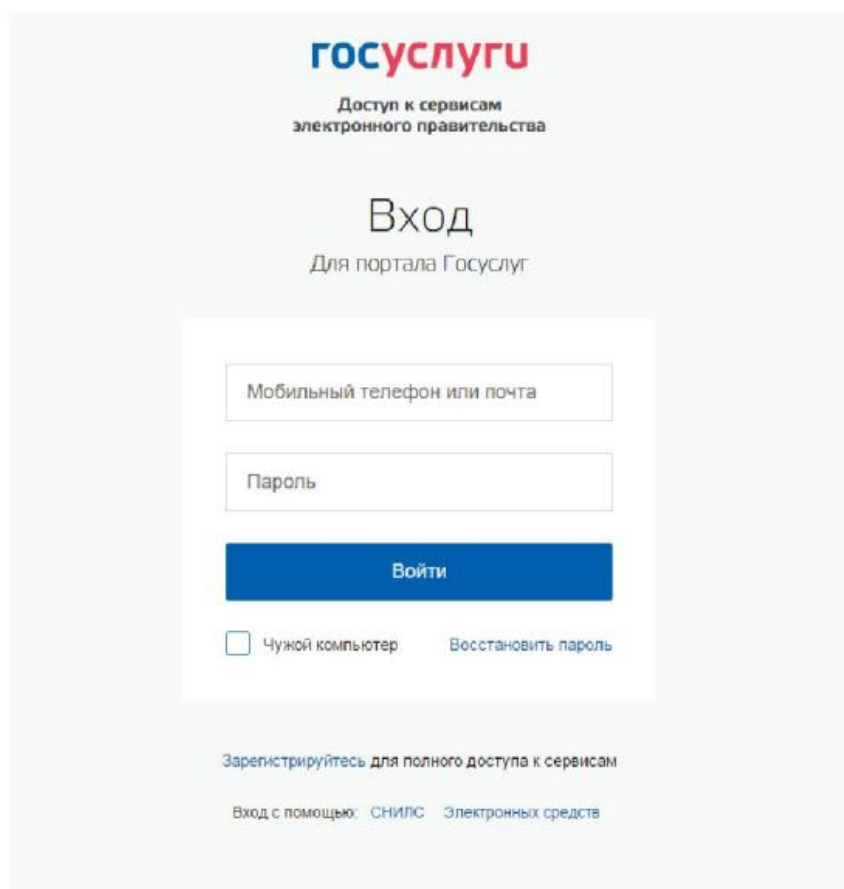 госуслуги
Доступ к сервисам
электронного правительства
Вход
Для портала Госуслуг
Мобильный телефон или почта
Пароль
Войти
Чужой компьютер Восстановить пароль
Зарегистрируйтесь для полного доступа к сервисам
Вход с помощью: СНИЛС Электронных средств